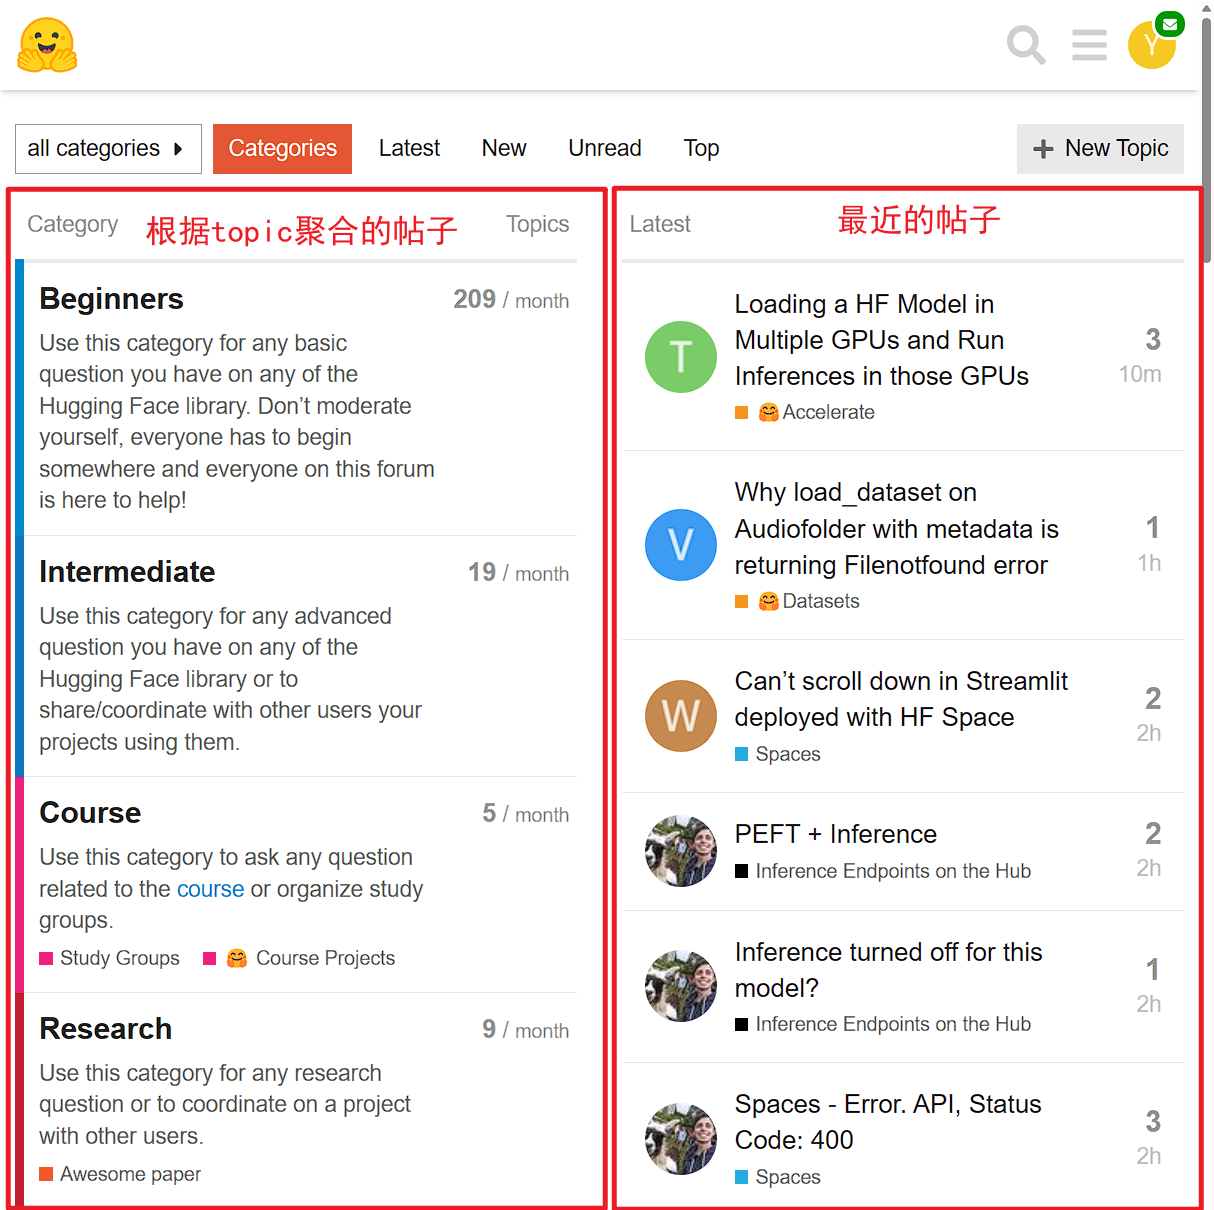 Y
all categories
Categories
Latest
New
Unread
Top
+ New Topic
Category
根据topic聚合的帖子
Topics
Beginners
209 / month
Use this category for any basic
question you have on any of the
Hugging Face library. Don’t moderate
yourself, everyone has to begin
somewhere and everyone on this forum
is here to help!
Intermediate
19 / month
Use this category for any advanced
question you have on any of the
Hugging Face library or to
share/coordinate with other users your
projects using them.
Course
5 / month
Use this category to ask any question
related to the course or organize study
groups.
Study Groups
🤗 Course Projects
Research
9 / month
Use this category for any research
question or to coordinate on a project
with other users.
Awesome paper
Latest
最近的帖子
T
Loading a HF Model in
Multiple GPUs and Run
Inferences in those GPUs
🤗Accelerate
3
10m
V
Why load_dataset on
Audiofolder with metadata is
returning Filenotfound error
🤗Datasets
1
1h
W
Can’t scroll down in Streamlit
deployed with HF Space
Spaces
2
2h
PEFT + Inference
Inference Endpoints on the Hub
2
2h
Inference turned off for this
model?
Inference Endpoints on the Hub
1
2h
Spaces - Error. API, Status
Code: 400
Spaces
3
2h